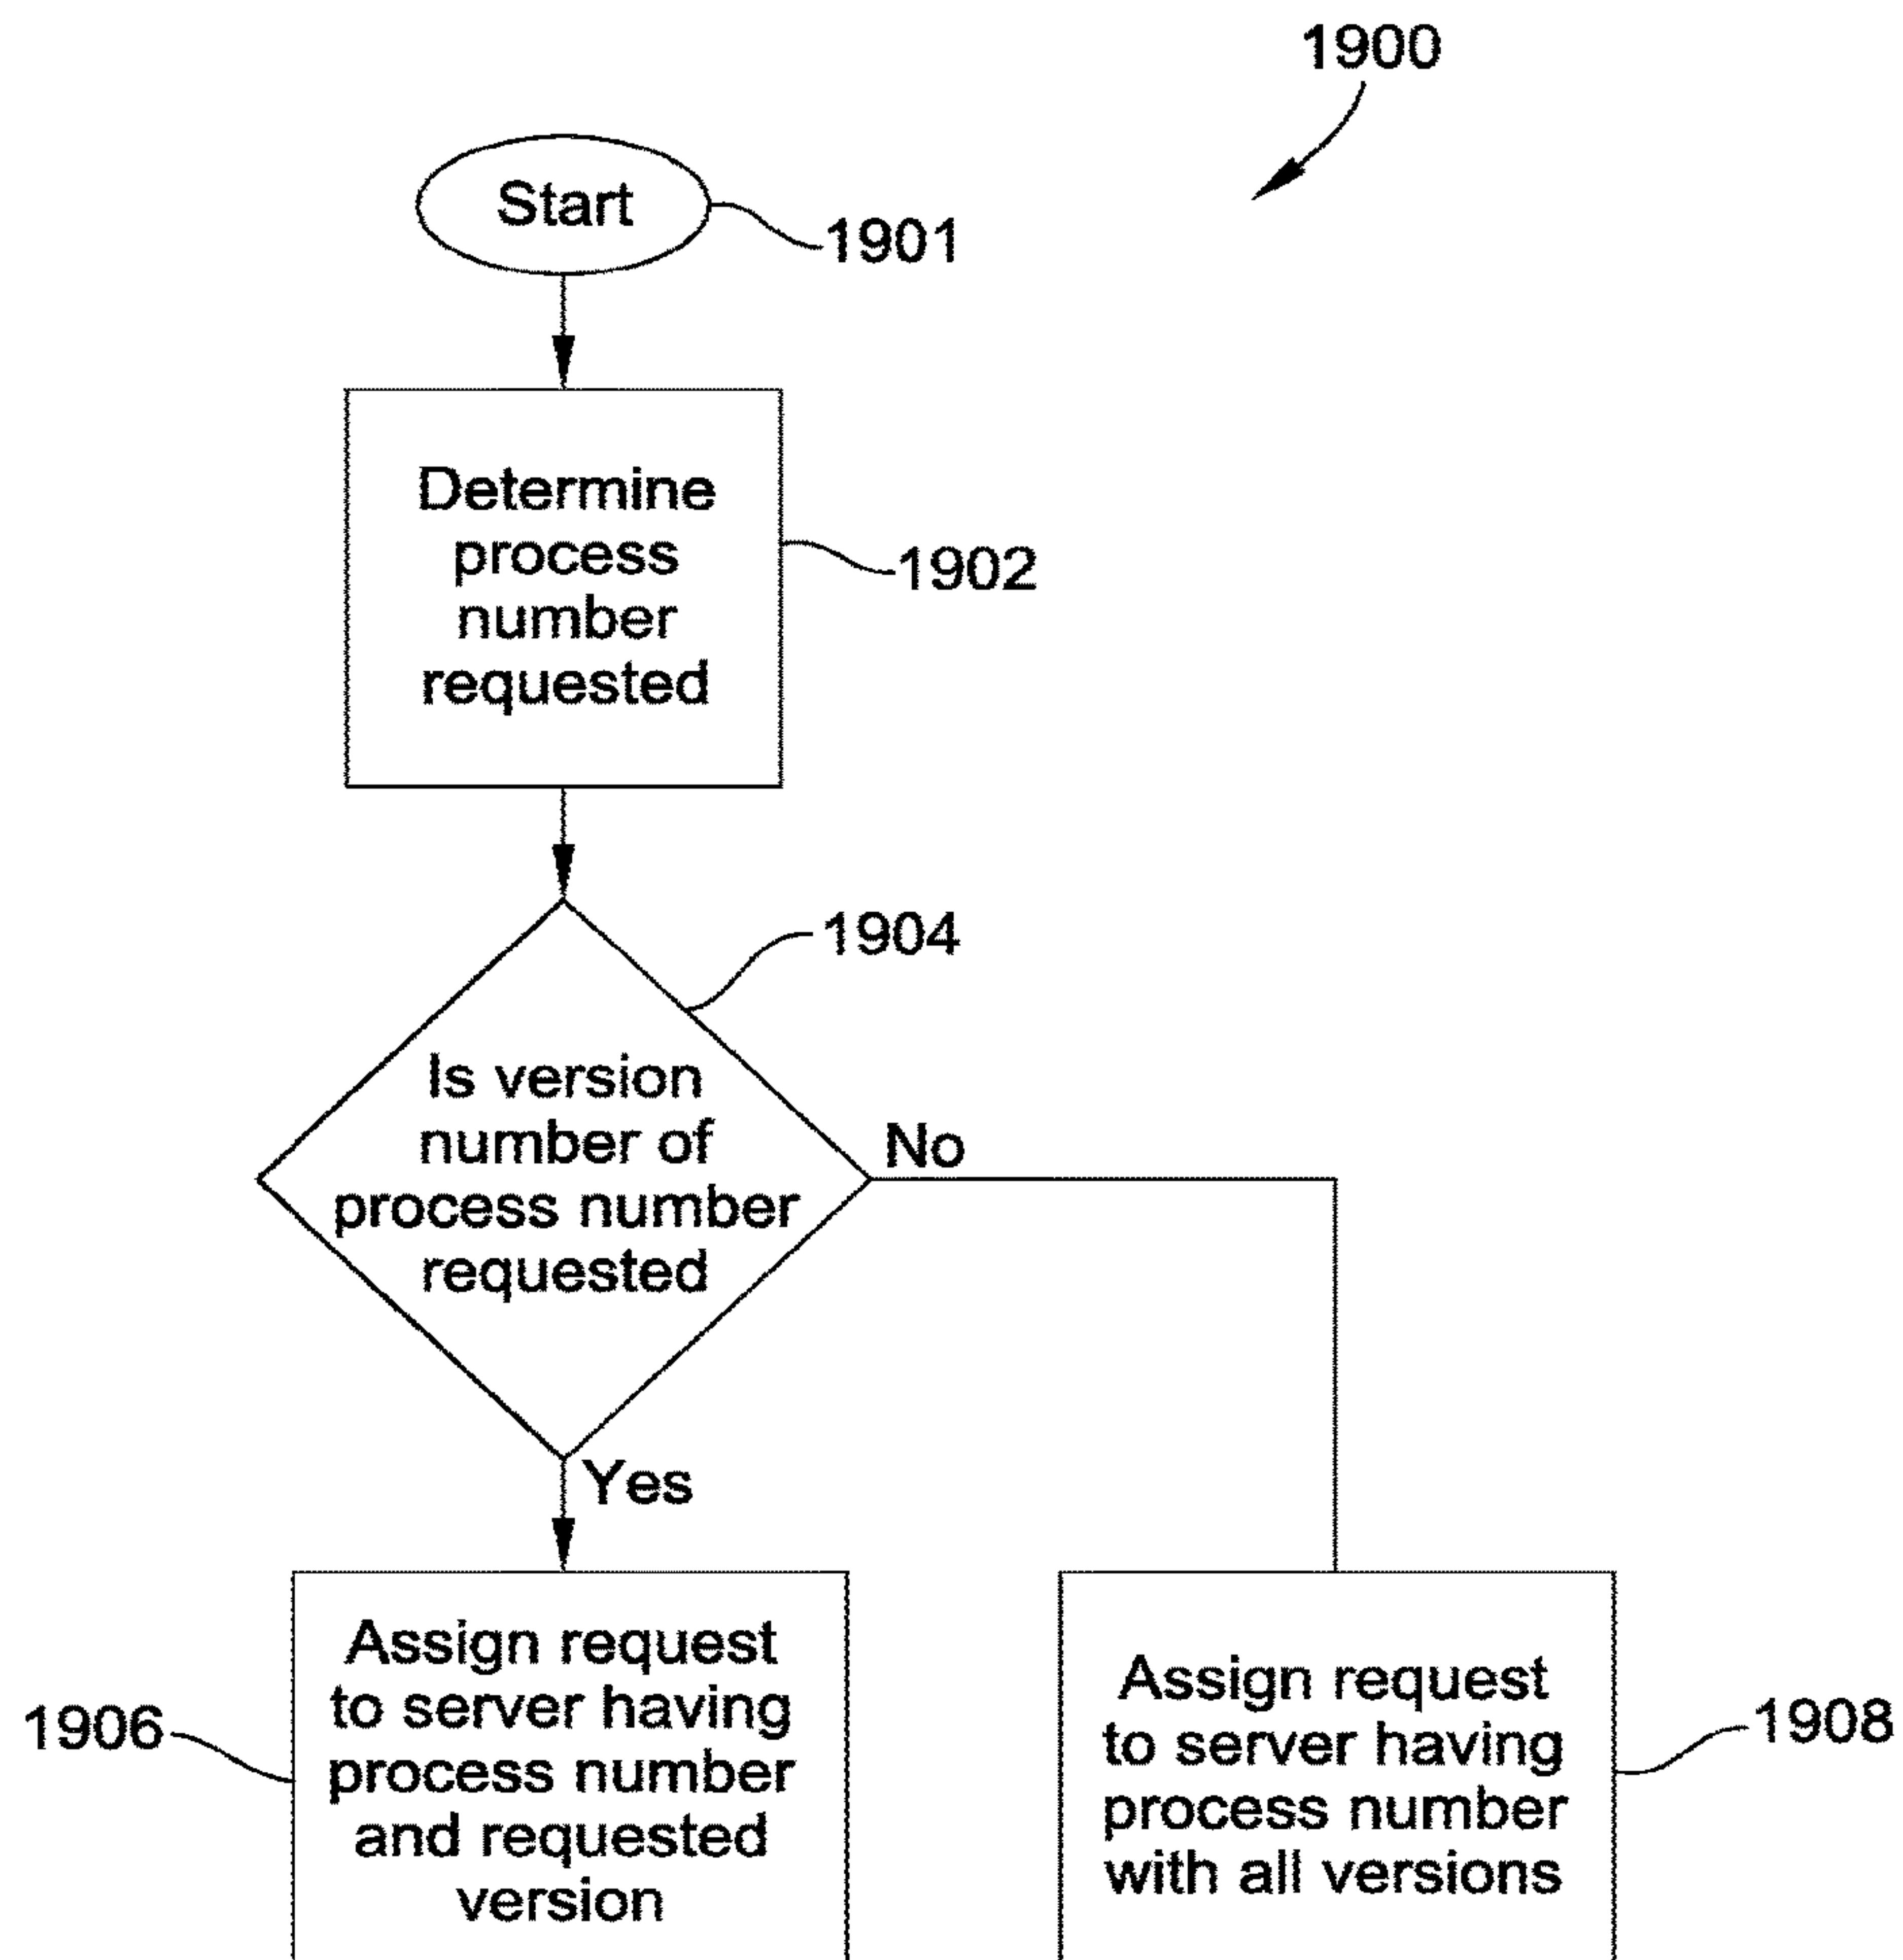 1900
Start
1901
Determine
process
number
requested
1902
1904
Is version
number of
process number
requested
No
Yes
Assign request
to server having
process number
and requested
version
1906
Assign request
to server having
process number
with all versions
1908